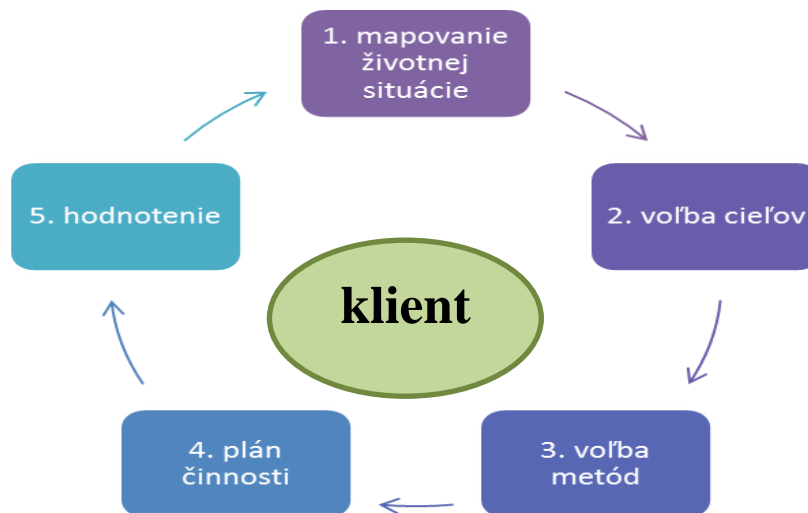 1. mapovanie
životnej
situácie
2. voľba cieľov
3. voľba
metód
4. plán
činnosti
5. hodnotenie
klient